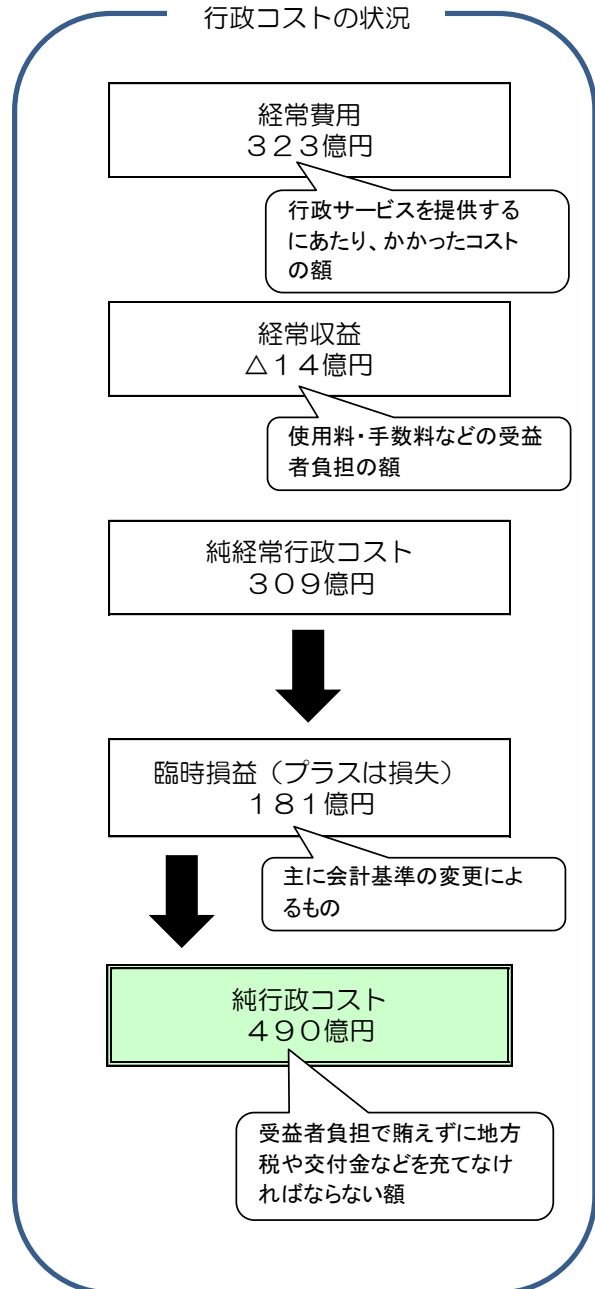 行政コストの状況
経常費用
３２３億円
行政サービスを提供する
にあたり、かかったコスト
の額
経常収益
△１４億円
使用料・手数料などの受益
者負担の額
純経常行政コスト
３０９億円
臨時損益（プラスは損失）
１８１億円
主に会計基準の変更によ
るもの
純行政コスト
４９０億円
受益者負担で賄えずに地方
税や交付金などを充てなけ
ればならない額